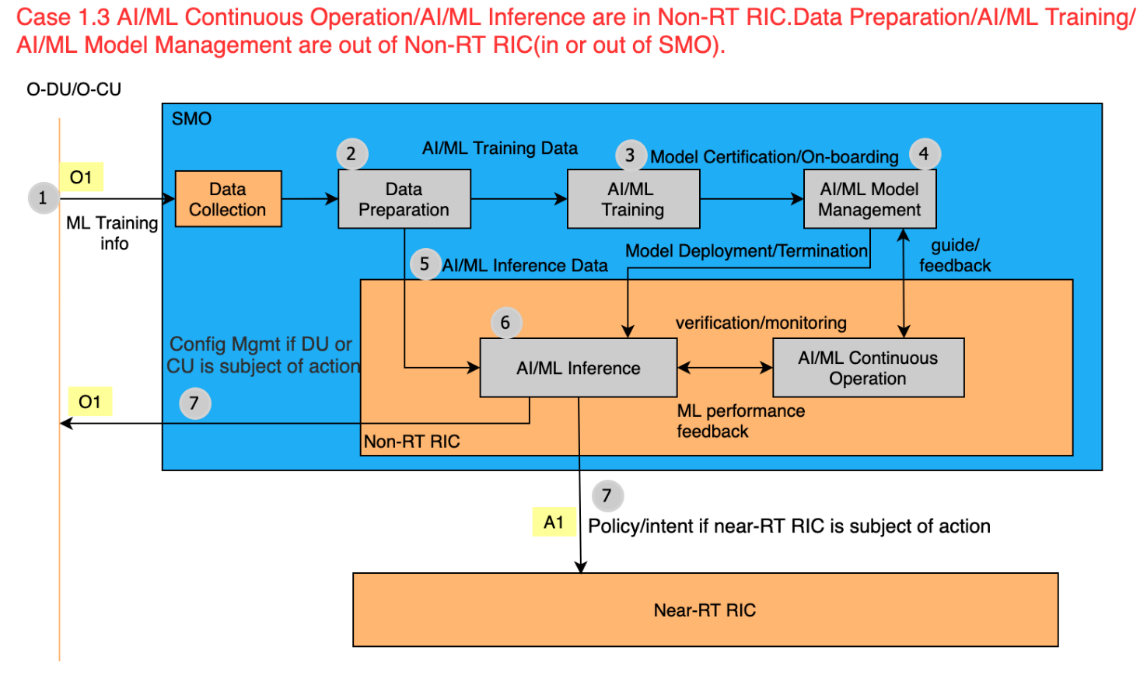 Case 1.3 AI/ML Continuous Operation/AI/ML Inference are in Non-RT RIC.Data Preparation/AI/ML Training/
AI/ML Model Management are out of Non-RT RIC(in or out of SMO).
O-DU/O-CU
SMO
2
AI/ML Training Data
3
Model Certification/On-boarding
4
O1
1
Data
Collection
Data
Preparation
AI/ML
Training
AI/ML Model
Management
ML Training
info
5
AI/ML Inference Data
Model Deployment/Termination
guide/
feedback
6
verification/monitoring
Config Mgmt if DU or
CU is subject of action
AI/ML Inference
AI/ML Continuous
Operation
O1
7
ML performance
feedback
Non-RT RIC
7
A1
Policy/intent if near-RT RIC is subject of action
Near-RT RIC